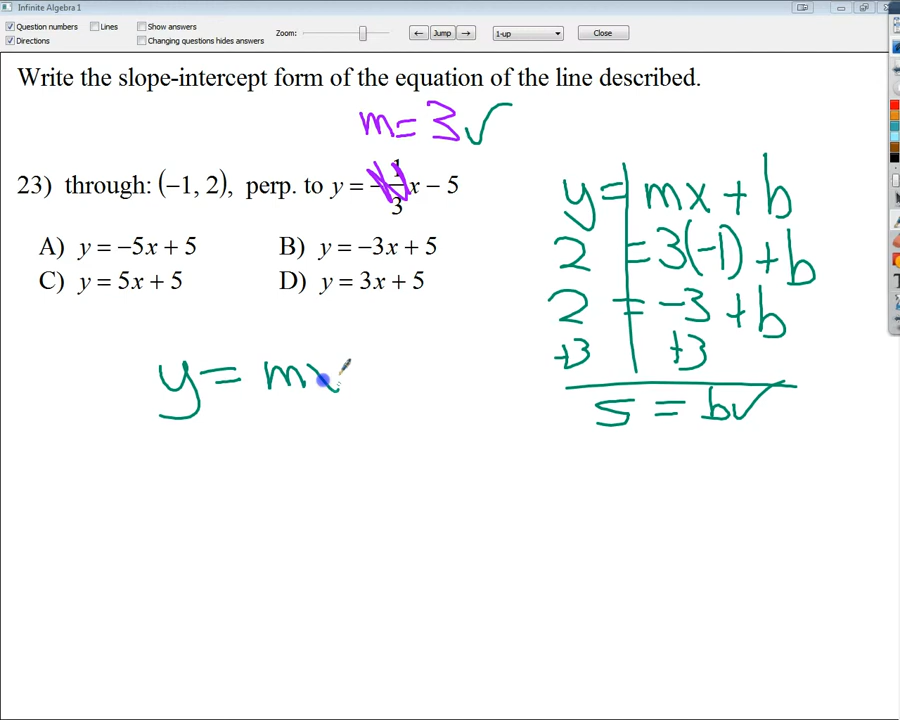 Infinite Algebra 1
Question numbers Lines Show answers
Directions Changing questions hides answers
Zoom: Jump 1-up Close
Write the slope-intercept form of the equation of the line described.
m = 3 ✓
23) through: (−1, 2), perp. to y = −1/3 x − 5
A) y = −5x + 5 B) y = −3x + 5
C) y = 5x + 5 D) y = 3x + 5
y = mx + b
2 = 3(−1) + b
2 = −3 + b
+3 +3
5 = b ✓
y = mx